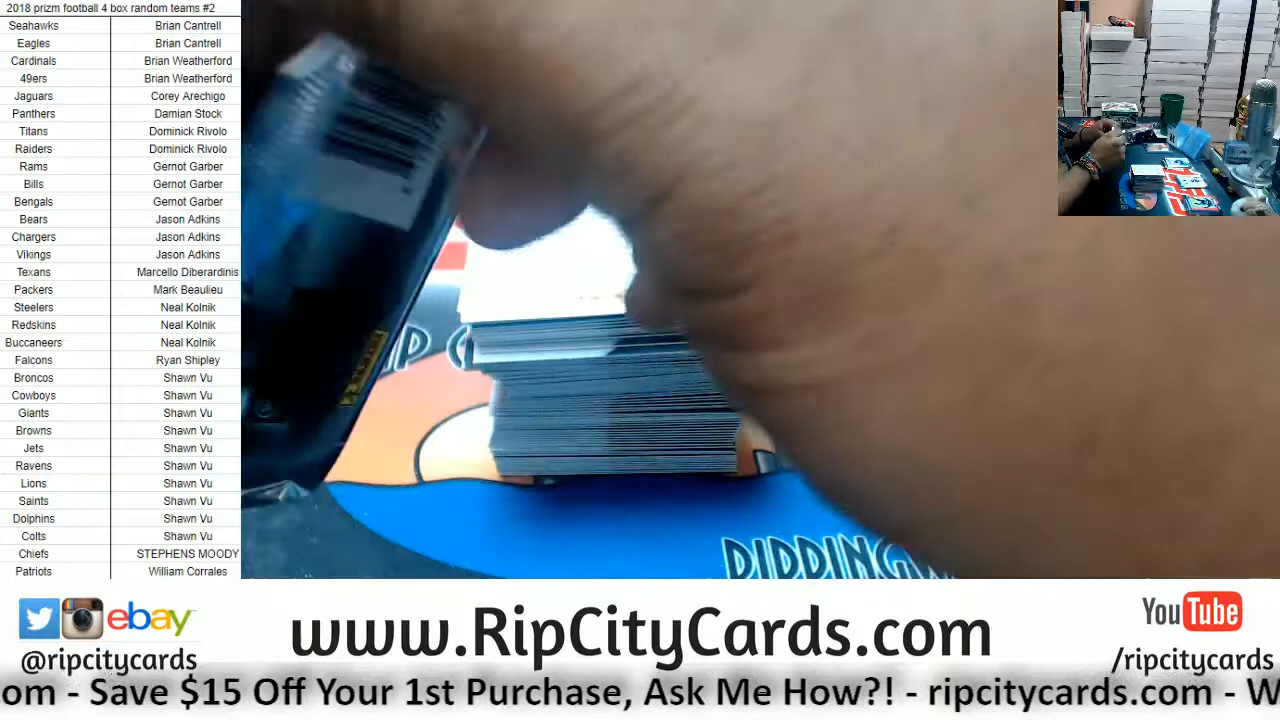 2018 prizm football 4 box random teams #2
Seahawks Brian Cantrell
Eagles Brian Cantrell
Cardinals Brian Weatherford
49ers Brian Weatherford
Jaguars Corey Arechigo
Panthers Damian Stock
Titans Dominick Rivolo
Raiders Dominick Rivolo
Rams Gernot Garber
Bills Gernot Garber
Bengals Gernot Garber
Bears Jason Adkins
Chargers Jason Adkins
Vikings Jason Adkins
Texans Marcello Diberardinis
Packers Mark Beaulieu
Steelers Neal Kolnik
Redskins Neal Kolnik
Buccaneers Neal Kolnik
Falcons Ryan Shipley
Broncos Shawn Vu
Cowboys Shawn Vu
Giants Shawn Vu
Browns Shawn Vu
Jets Shawn Vu
Ravens Shawn Vu
Lions Shawn Vu
Saints Shawn Vu
Dolphins Shawn Vu
Colts Shawn Vu
Chiefs STEPHENS MOODY
Patriots William Corrales
RIPPING
ebay
@ripcitycards
www.RipCityCards.com
YouTube
/ripcitycards
om - Save $15 Off Your 1st Purchase, Ask Me How?! - ripcitycards.com - W